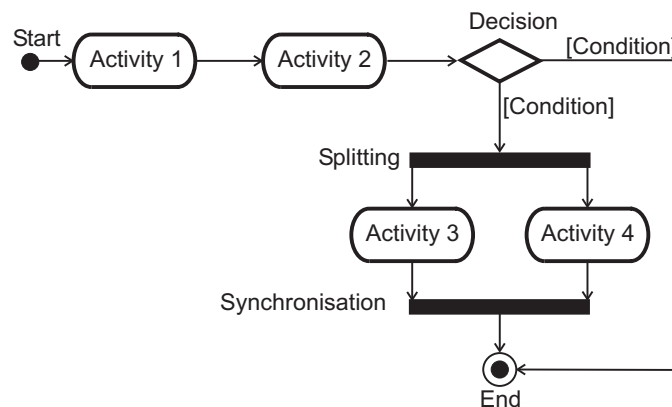 Decision
Start
Activity 1
Activity 2
[Condition]
[Condition]
Splitting
Activity 3
Activity 4
Synchronisation
End